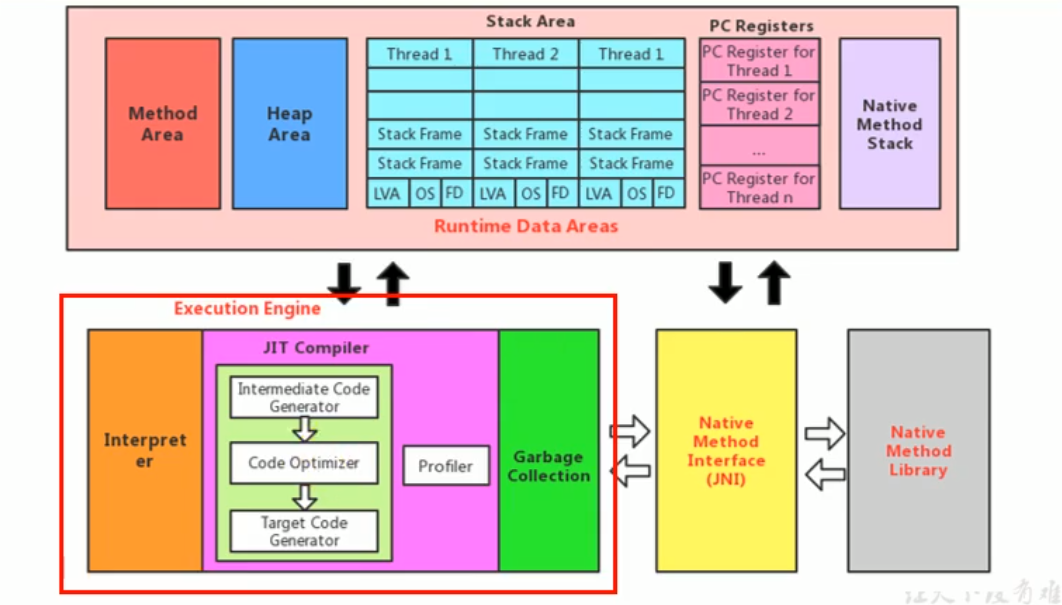 Stack Area
PC Registers
Method
Area
Heap
Area
Thread 1
Thread 2
Thread 1
Stack Frame
Stack Frame
Stack Frame
Stack Frame
Stack Frame
Stack Frame
LVA
OS
FD
LVA
OS
FD
LVA
OS
FD
PC Register for
Thread 1
PC Register for
Thread 2
...
PC Register for
Thread n
Native
Method
Stack
Runtime Data Areas
Execution Engine
Interpret
er
JIT Compiler
Intermediate Code
Generator
Code Optimizer
Target Code
Generator
Profiler
Garbage
Collection
Native
Method
Interface
(JNI)
Native
Method
Library